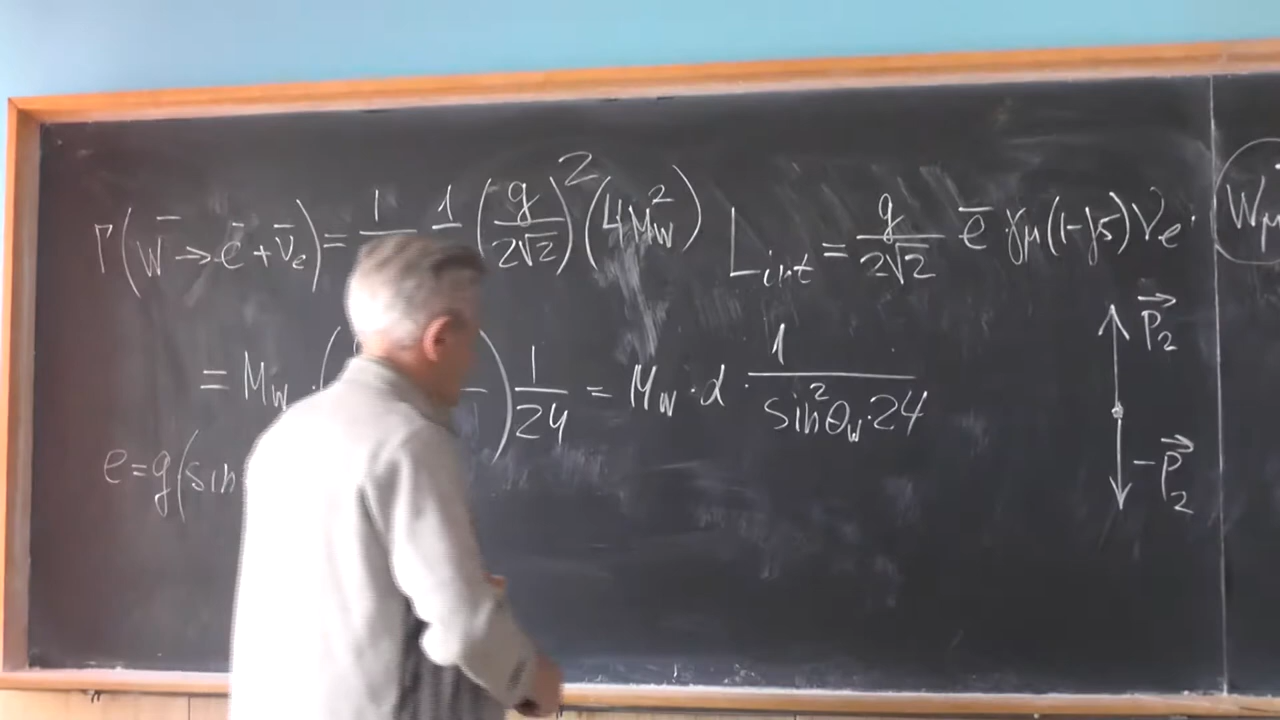 Γ(W⁻→e⁻+ν̄ₑ)= 1 1 (g/2√2)²(4M_W²) L_int = g/2√2 ē γμ(1-γ5)νₑ· Wμ
= M_W·( ) 1/24 = M_W·α·1/(sin²θ_W·24)
e=g(sin
P⃗₂
-P⃗₂